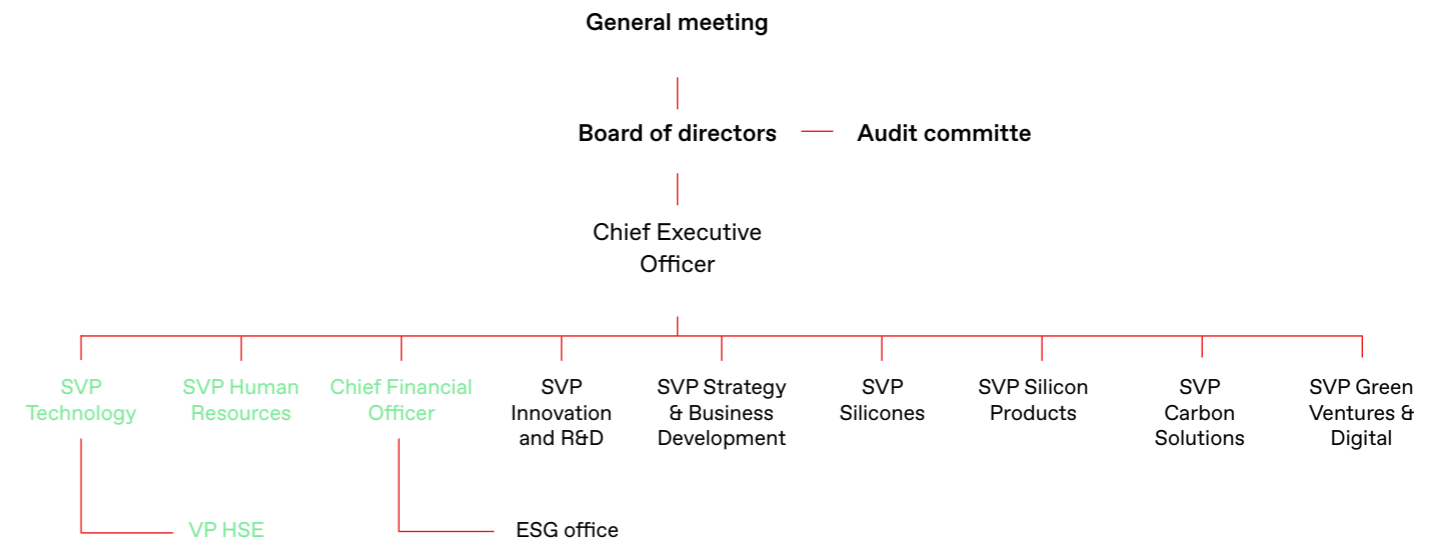 General meeting
Board of directors
Audit committe
Chief Executive
Officer
SVP
Technology
SVP Human
Resources
Chief Financial
Officer
SVP
Innovation
and R&D
SVP Strategy
& Business
Development
SVP
Silicones
SVP Silicon
Products
SVP
Carbon
Solutions
SVP Green
Ventures &
Digital
VP HSE
ESG office